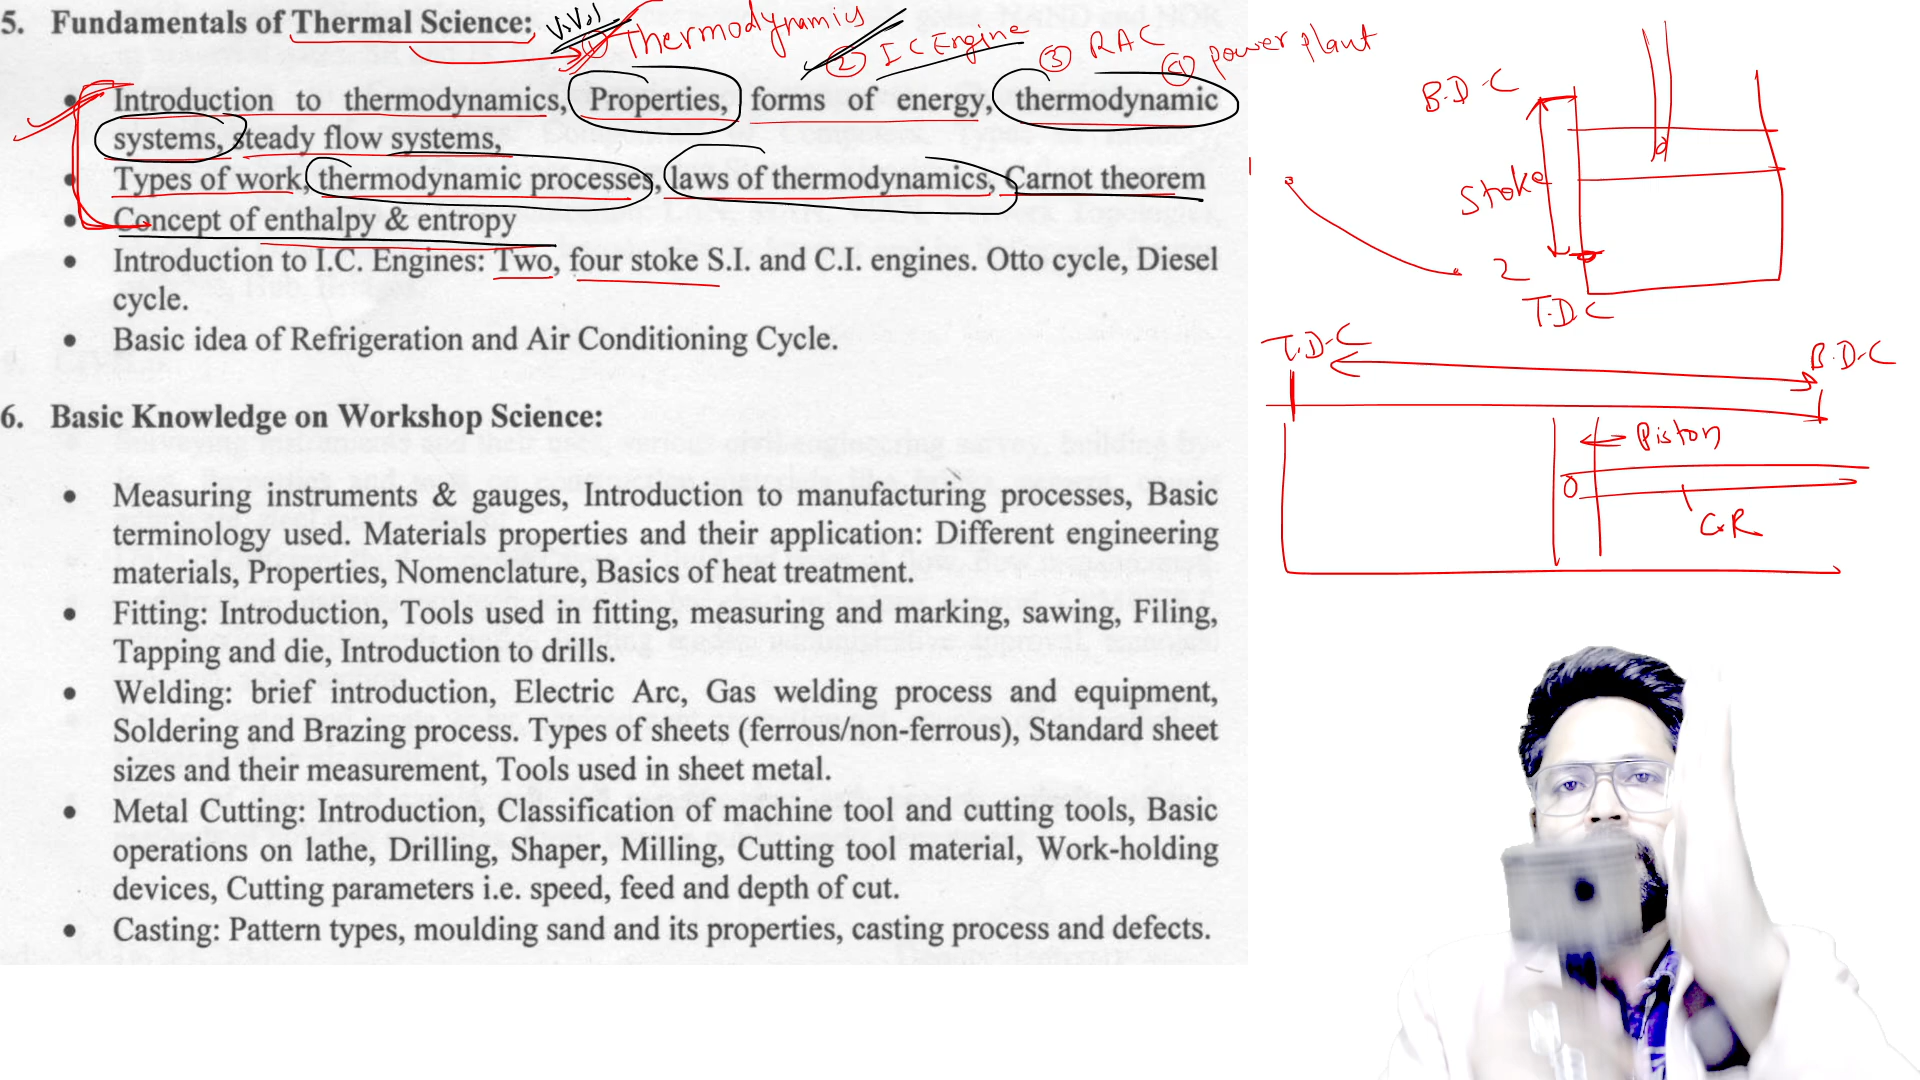 5. Fundamentals of Thermal Science: V.V.I ① Thermodynamics ② I C Engine ③ RAC ④ power plant
• Introduction to thermodynamics, Properties, forms of energy, thermodynamic
systems, steady flow systems,
• Types of work, thermodynamic processes, laws of thermodynamics, Carnot theorem
• Concept of enthalpy & entropy
• Introduction to I.C. Engines: Two, four stoke S.I. and C.I. engines. Otto cycle, Diesel
cycle.
• Basic idea of Refrigeration and Air Conditioning Cycle.
6. Basic Knowledge on Workshop Science:
• Measuring instruments & gauges, Introduction to manufacturing processes, Basic
terminology used. Materials properties and their application: Different engineering
materials, Properties, Nomenclature, Basics of heat treatment.
• Fitting: Introduction, Tools used in fitting, measuring and marking, sawing, Filing,
Tapping and die, Introduction to drills.
• Welding: brief introduction, Electric Arc, Gas welding process and equipment,
Soldering and Brazing process. Types of sheets (ferrous/non-ferrous), Standard sheet
sizes and their measurement, Tools used in sheet metal.
• Metal Cutting: Introduction, Classification of machine tool and cutting tools, Basic
operations on lathe, Drilling, Shaper, Milling, Cutting tool material, Work-holding
devices, Cutting parameters i.e. speed, feed and depth of cut.
• Casting: Pattern types, moulding sand and its properties, casting process and defects.
B.D.C
Stoke
1
2
T.D.C
T.D.C
B.D.C
Piston
C.R